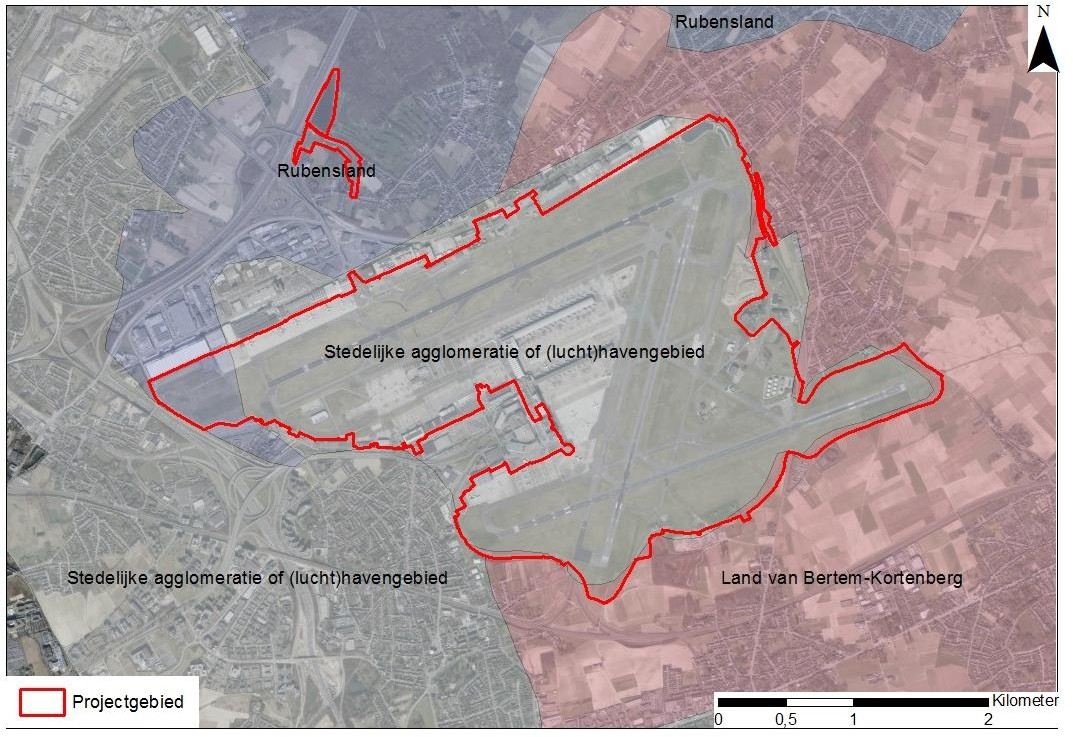 Rubensland
N
Rubensland
Stedelijke agglomeratie of (lucht)havengebied
Stedelijke agglomeratie of (lucht)havengebied
Land van Bertem-Kortenberg
Projectgebied
Kilometer
0 0,5 1 2